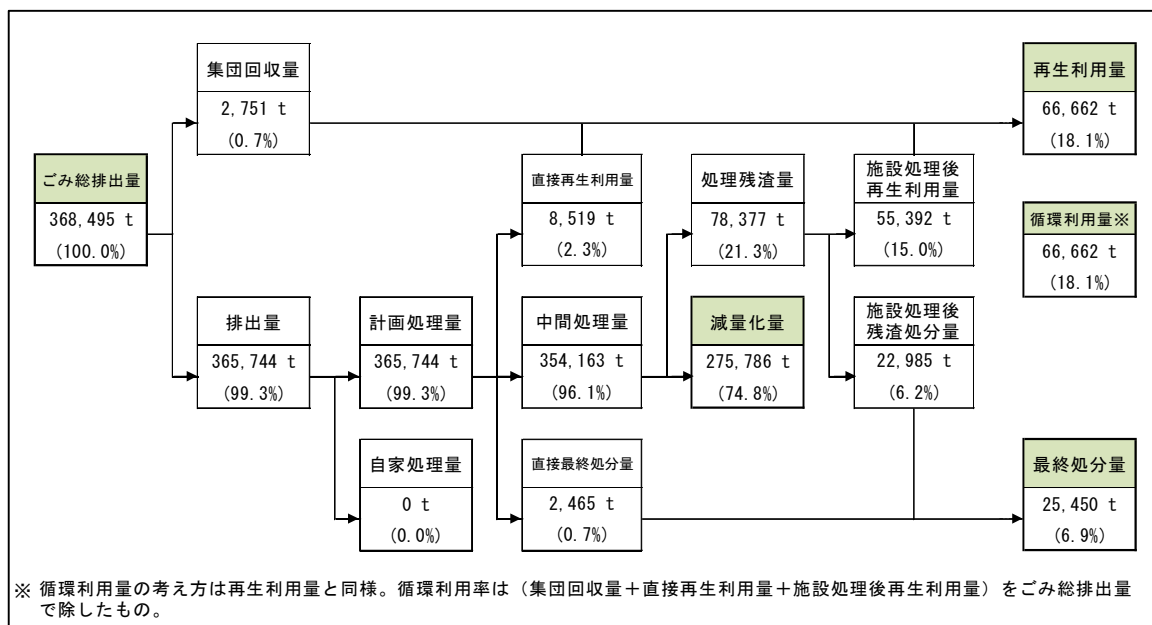 集団回収量
2,751 t
(0.7%)
再生利用量
66,662 t
(18.1%)
ごみ総排出量
368,495 t
(100.0%)
直接再生利用量
8,519 t
(2.3%)
処理残渣量
78,377 t
(21.3%)
施設処理後
再生利用量
55,392 t
(15.0%)
循環利用量※
66,662 t
(18.1%)
排出量
365,744 t
(99.3%)
計画処理量
365,744 t
(99.3%)
中間処理量
354,163 t
(96.1%)
減量化量
275,786 t
(74.8%)
施設処理後
残渣処分量
22,985 t
(6.2%)
自家処理量
0 t
(0.0%)
直接最終処分量
2,465 t
(0.7%)
最終処分量
25,450 t
(6.9%)
※ 循環利用量の考え方は再生利用量と同様。循環利用率は（集団回収量＋直接再生利用量＋施設処理後再生利用量）をごみ総排出量
で除したもの。